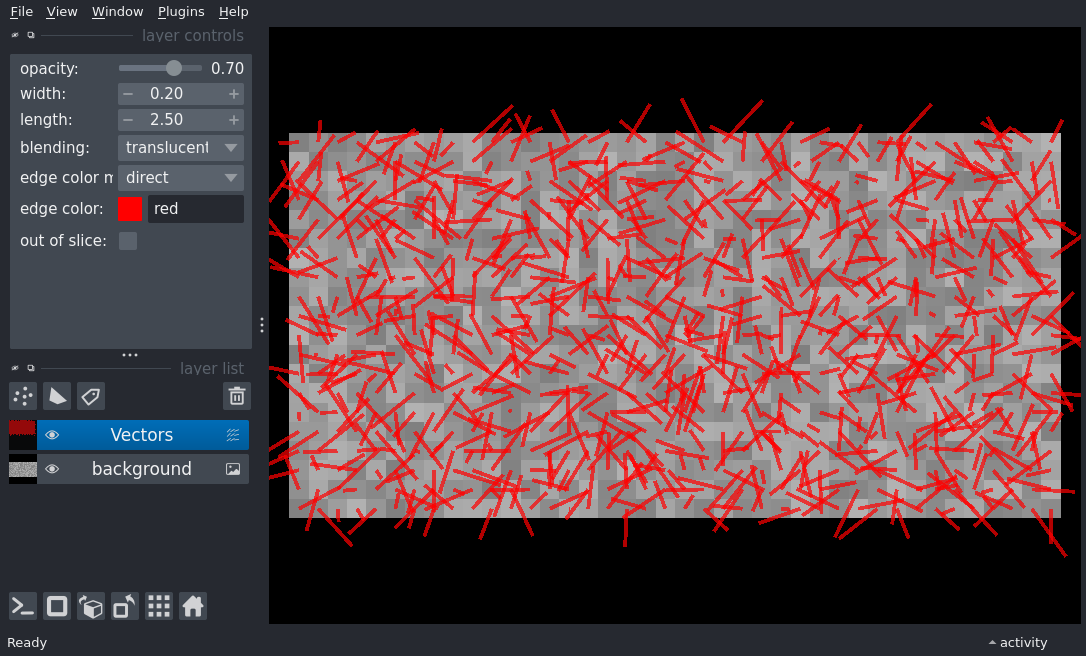 File View Window Plugins Help
layer controls
opacity: 0.70
width: − 0.20 +
length: − 2.50 +
blending: translucent
edge color m direct
edge color: red
out of slice:
layer list
Vectors
background
Ready activity